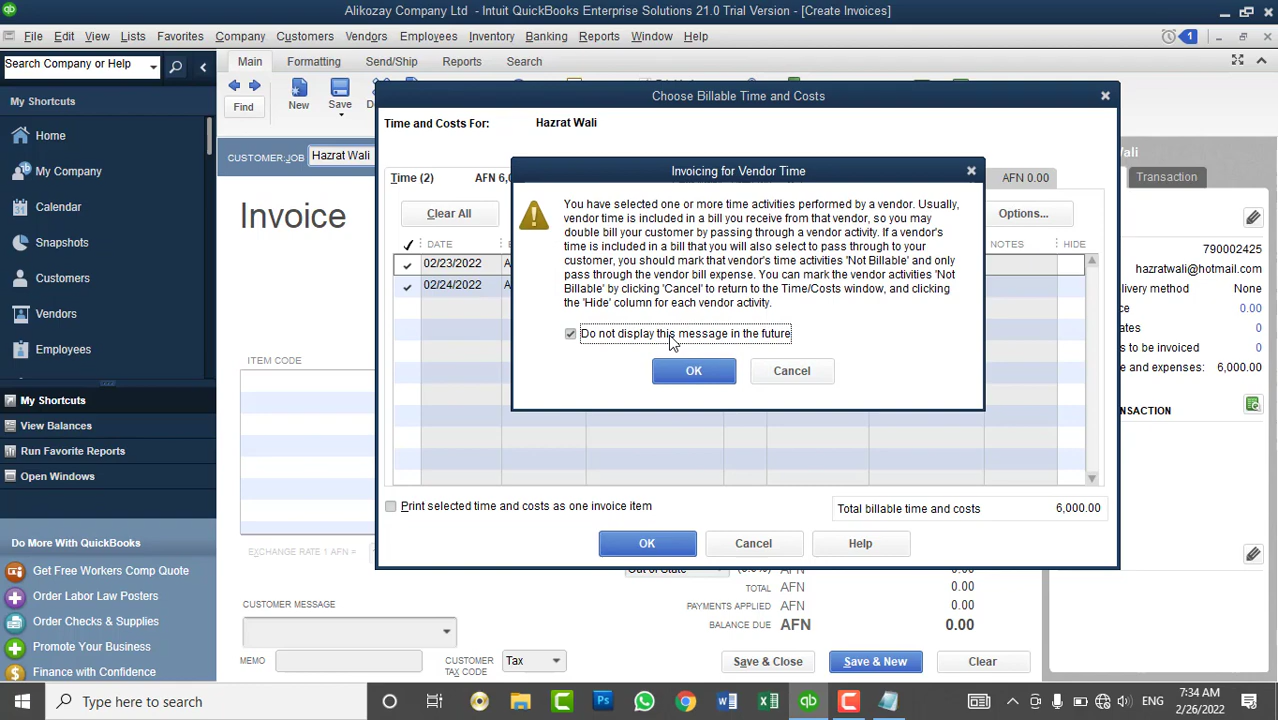 Alikozay Company Ltd - Intuit QuickBooks Enterprise Solutions 21.0 Trial Version - [Create Invoices]
File Edit View Lists Favorites Company Customers Vendors Employees Inventory Banking Reports Window Help
1
Search Company or Help
My Shortcuts
Home
My Company
Calendar
Snapshots
Customers
Vendors
Employees
My Shortcuts
View Balances
Run Favorite Reports
Open Windows
Do More With QuickBooks
Get Free Workers Comp Quote
Order Labor Law Posters
Order Checks & Supplies
Promote Your Business
Finance with Confidence
Main Formatting Send/Ship Reports Search
Find New Save
CUSTOMER:JOB Hazrat Wali
Invoice
ITEM CODE
EXCHANGE RATE 1 AFN =
CUSTOMER MESSAGE
MEMO
CUSTOMER
TAX CODE
Tax
Choose Billable Time and Costs
Time and Costs For: Hazrat Wali
Time (2) AFN 6,0
AFN 0.00
Clear All
Options...
DATE NOTES HIDE
02/23/2022
02/24/2022
Invoicing for Vendor Time
You have selected one or more time activities performed by a vendor. Usually,
vendor time is included in a bill you receive from that vendor, so you may
double bill your customer by passing through a vendor activity. If a vendor's
time is included in a bill that you will also select to pass through to your
customer, you should mark that vendor's time activities 'Not Billable' and only
pass through the vendor bill expense. You can mark the vendor activities 'Not
Billable' by clicking 'Cancel' to return to the Time/Costs window, and clicking
the 'Hide' column for each vendor activity.
Do not display this message in the future
OK Cancel
Print selected time and costs as one invoice item
Total billable time and costs 6,000.00
OK Cancel Help
Out of State (0.0%) AFN 0.00
TOTAL AFN 0.00
PAYMENTS APPLIED AFN 0.00
BALANCE DUE AFN 0.00
Save & Close Save & New Clear
Transaction
790002425
hazratwali@hotmail.com
None
0.00
0
0
6,000.00
Type here to search
ENG
7:34 AM
2/26/2022